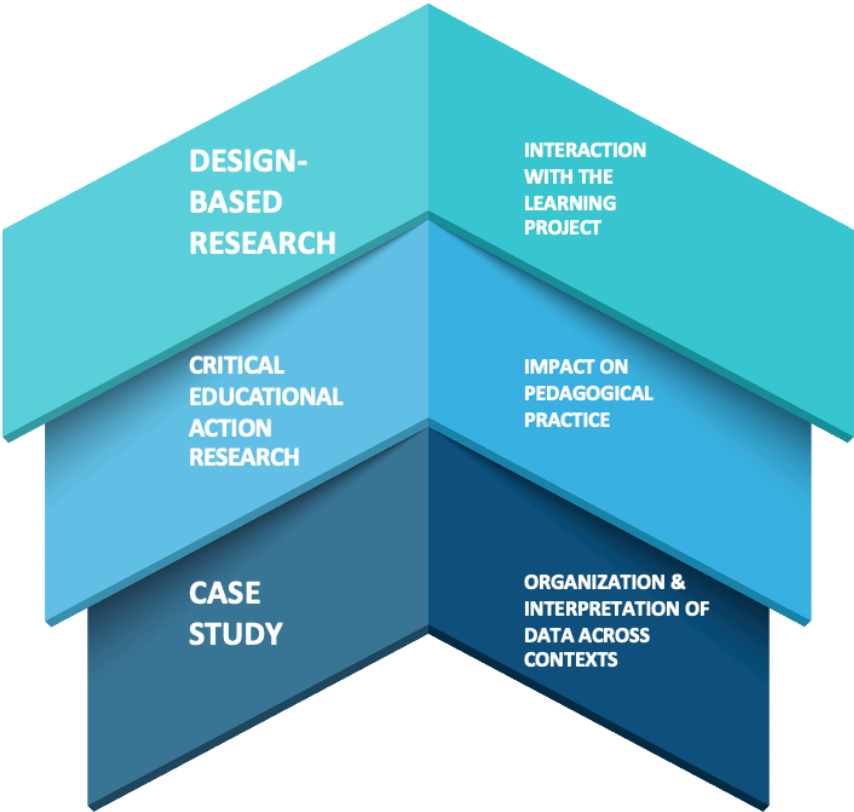 DESIGN-
BASED
RESEARCH
INTERACTION
WITH THE
LEARNING
PROJECT
CRITICAL
EDUCATIONAL
ACTION
RESEARCH
IMPACT ON
PEDAGOGICAL
PRACTICE
CASE
STUDY
ORGANIZATION &
INTERPRETATION OF
DATA ACROSS
CONTEXTS